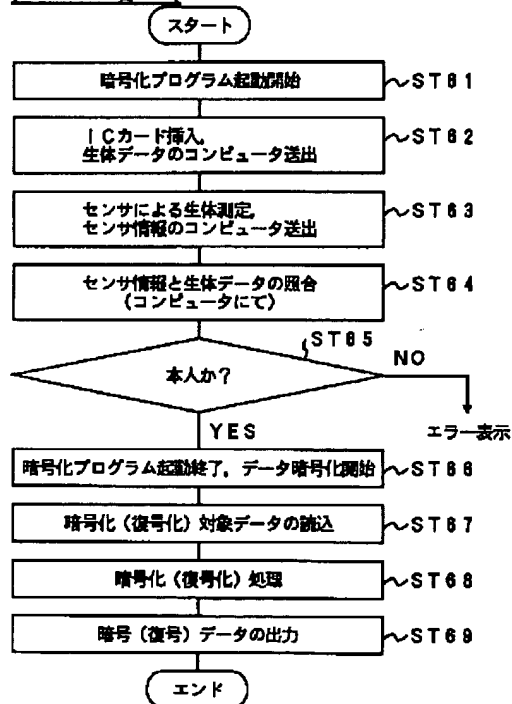 スタート
暗号化プログラム起動開始
～ST61
ICカード挿入,
生体データのコンピュータ送出
～ST62
センサによる生体測定,
センサ情報のコンピュータ送出
～ST63
センサ情報と生体データの照合
(コンピュータにて)
～ST64
ST65
本人か?
NO
エラー表示
YES
暗号化プログラム起動終了, データ暗号化開始
～ST66
暗号化（復号化）対象データの読込
～ST67
暗号化（復号化）処理
～ST68
暗号（復号）データの出力
～ST69
エンド